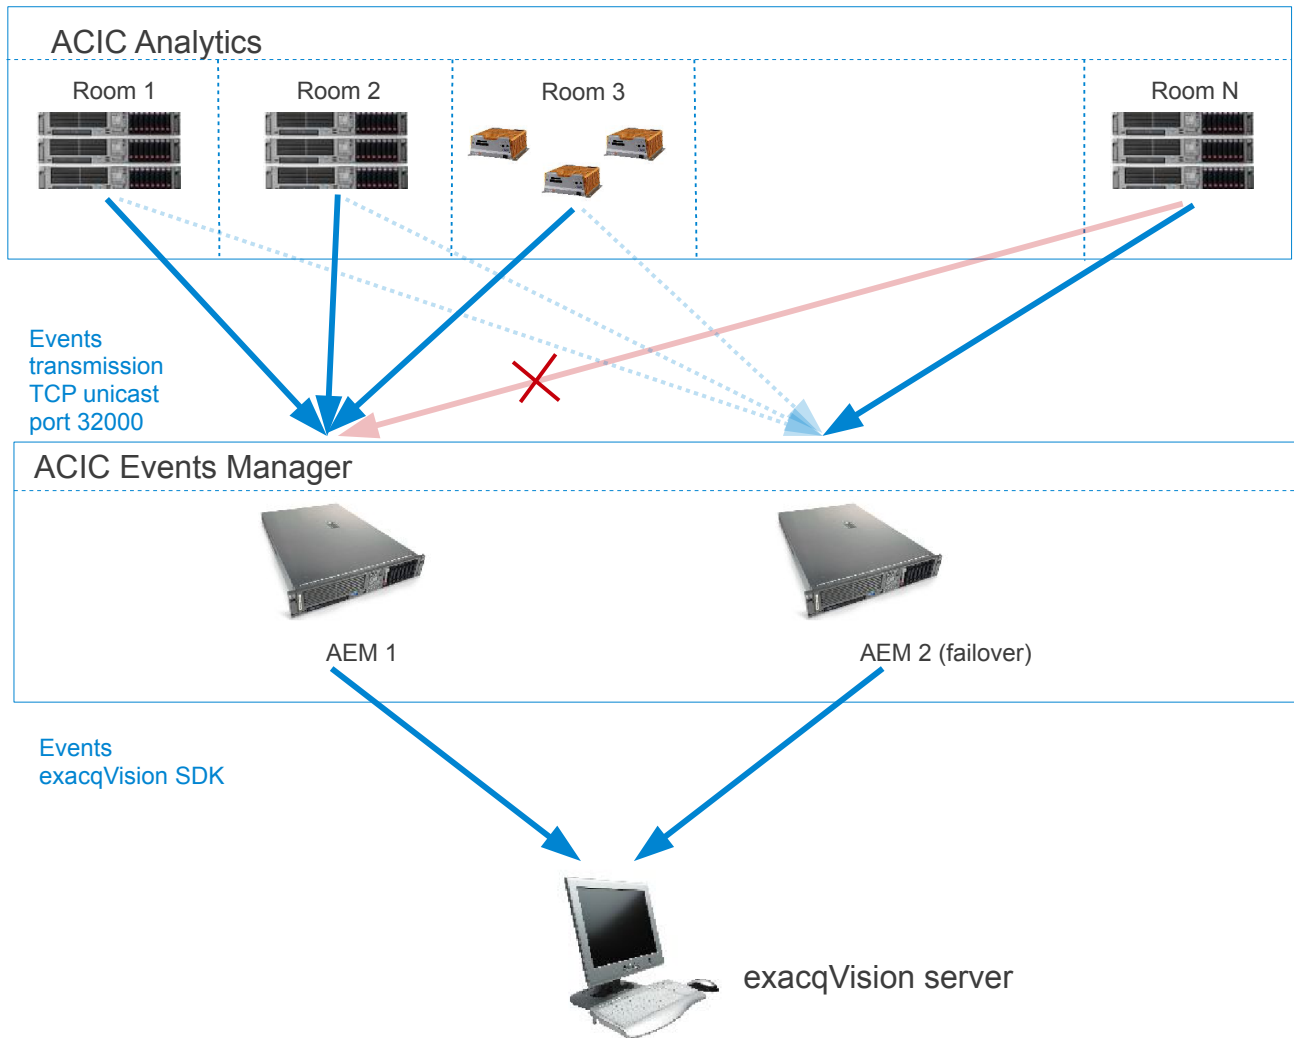 ACIC Analytics
Room 1
Room 2
Room 3
Room N
Events
transmission
TCP unicast
port 32000
ACIC Events Manager
AEM 1
AEM 2 (failover)
Events
exacqVision SDK
exacqVision server